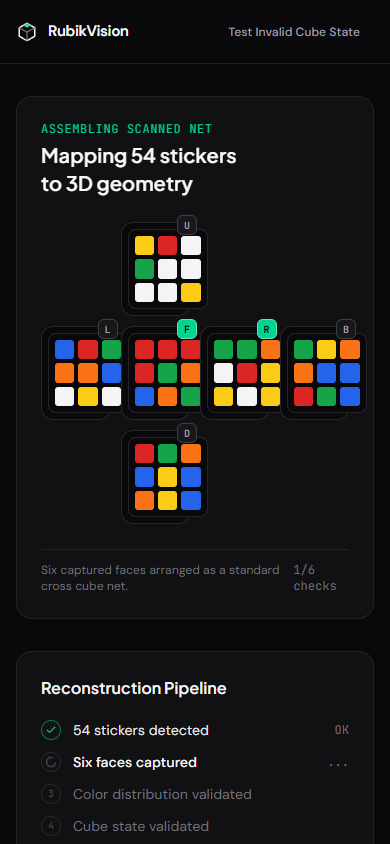 RubikVision
Test Invalid Cube State
ASSEMBLING SCANNED NET
Mapping 54 stickers
to 3D geometry
U
L
F
R
B
D
Six captured faces arranged as a standard
cross cube net.
1/6
checks
Reconstruction Pipeline
54 stickers detected
OK
Six faces captured
...
3
Color distribution validated
4
Cube state validated